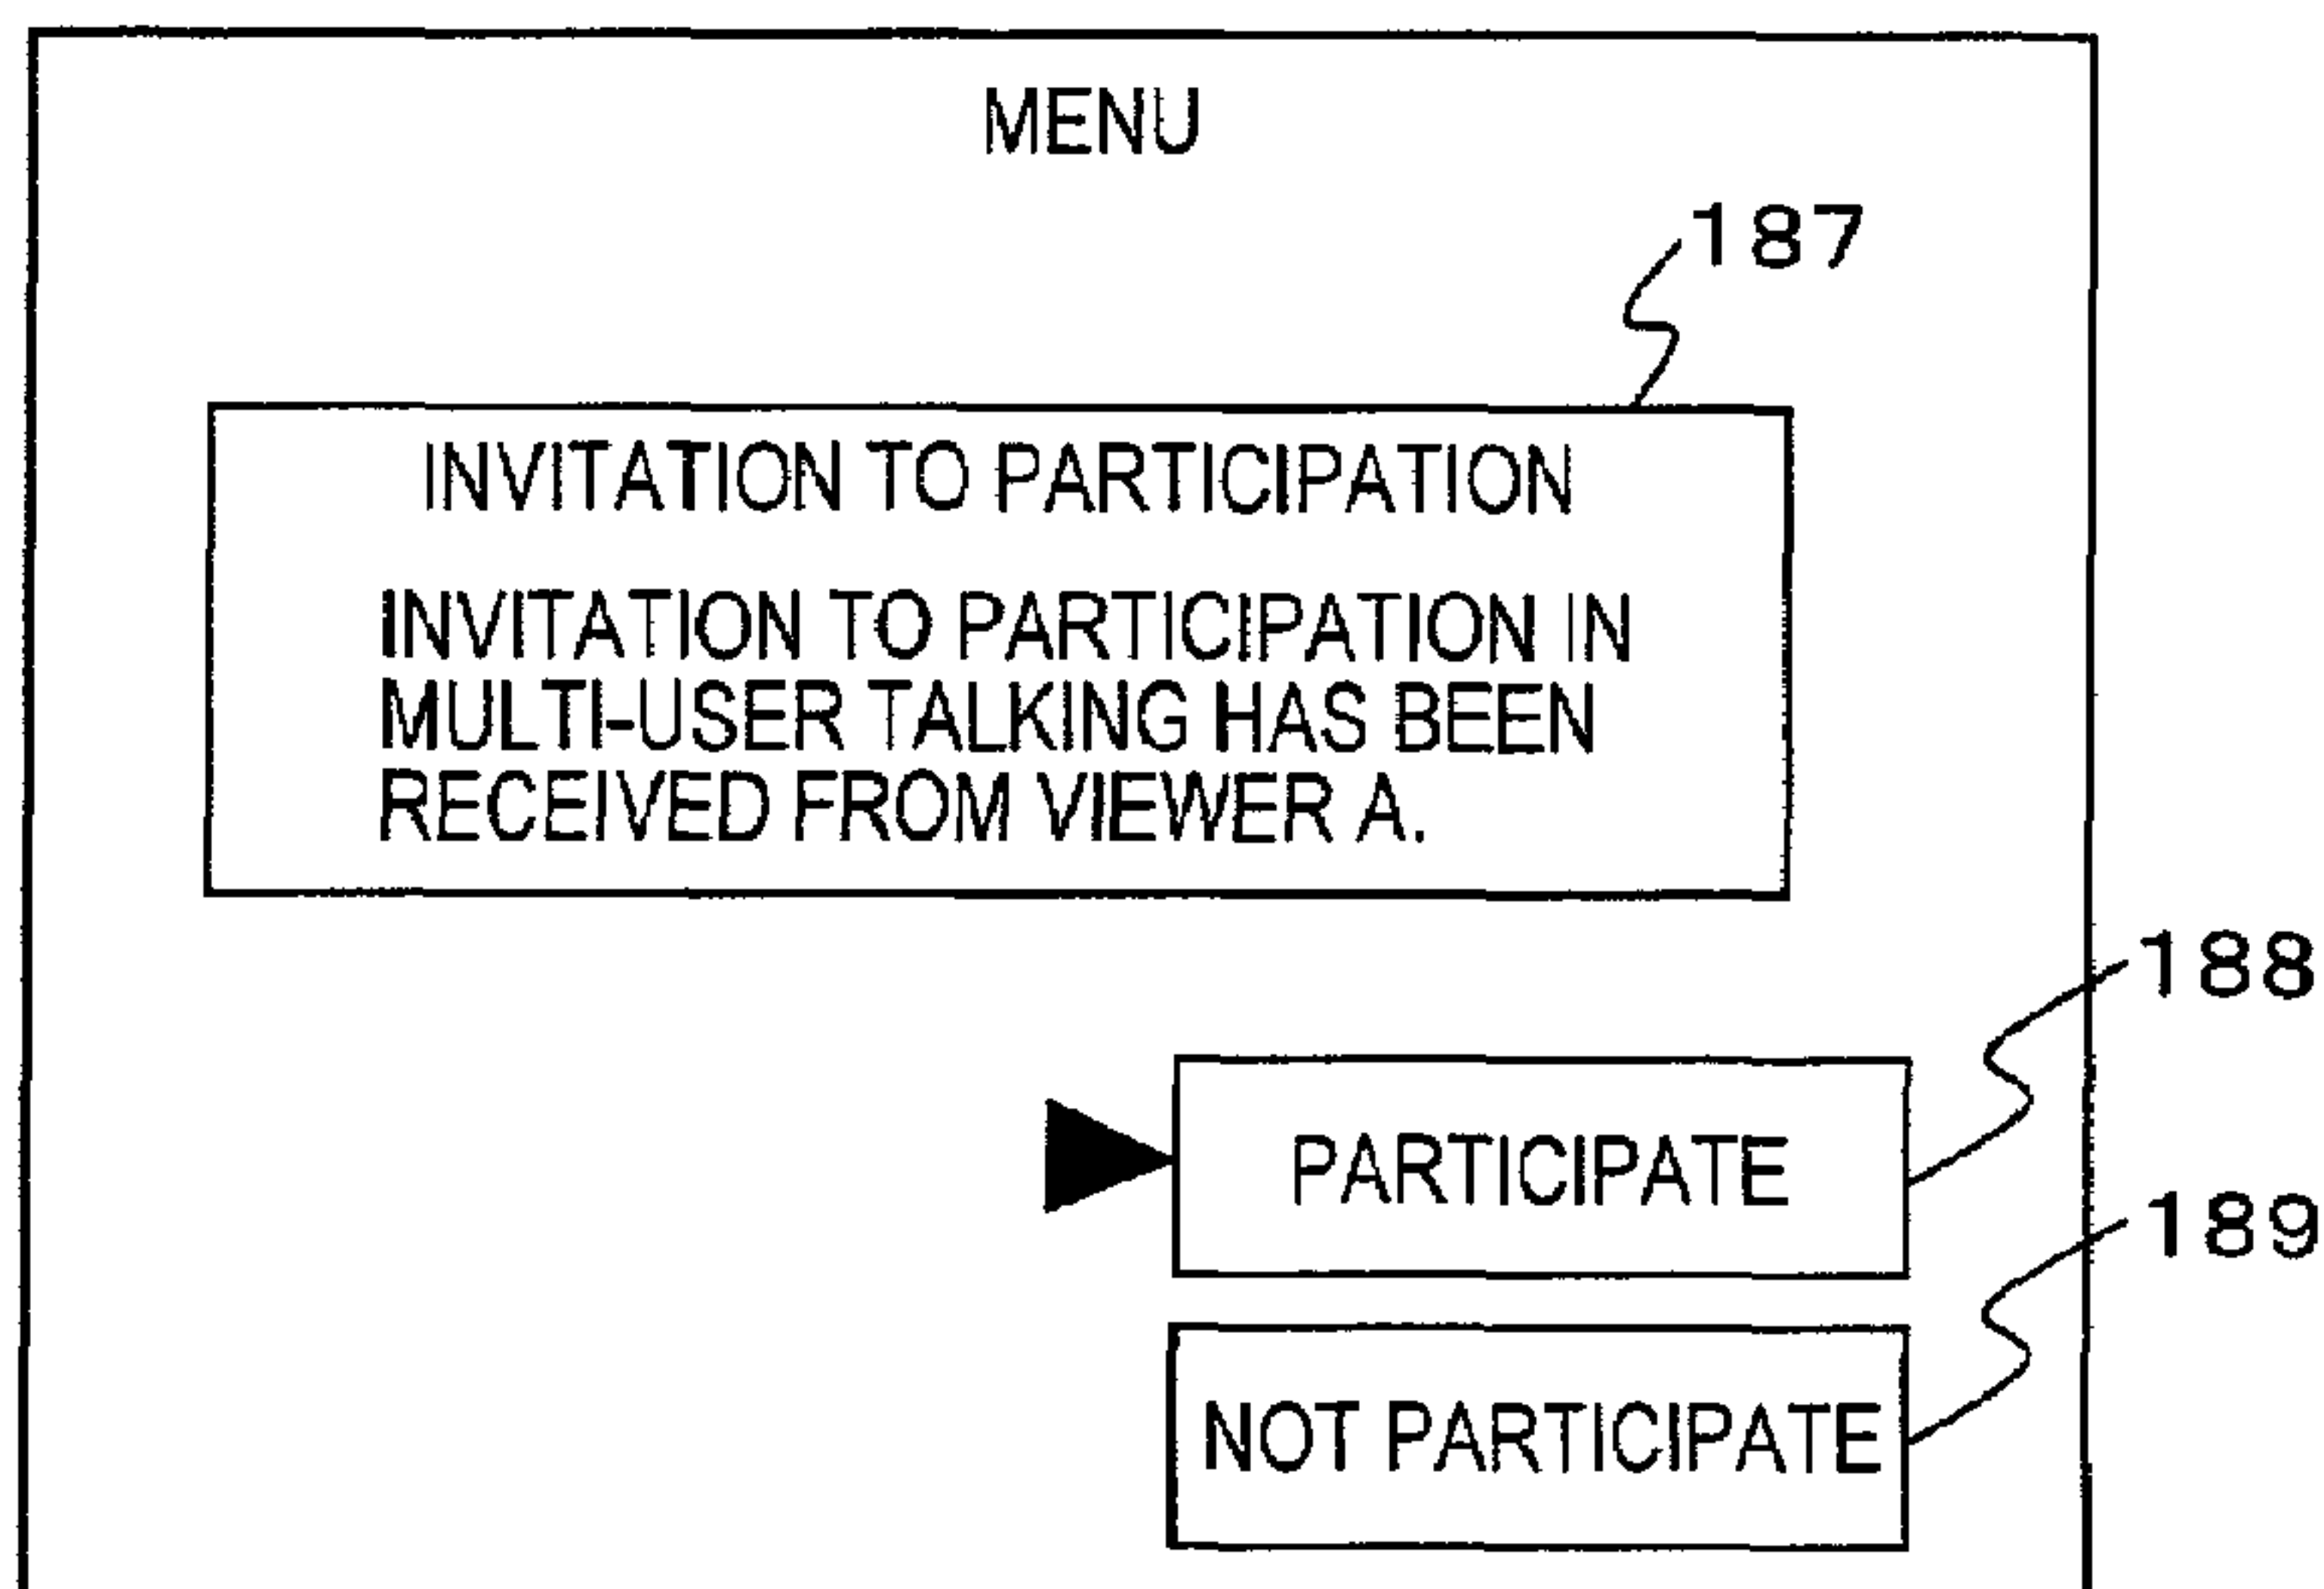 MENU
187
INVITATION TO PARTICIPATION
INVITATION TO PARTICIPATION IN
MULTI-USER TALKING HAS BEEN
RECEIVED FROM VIEWER A.
188
PARTICIPATE
189
NOT PARTICIPATE